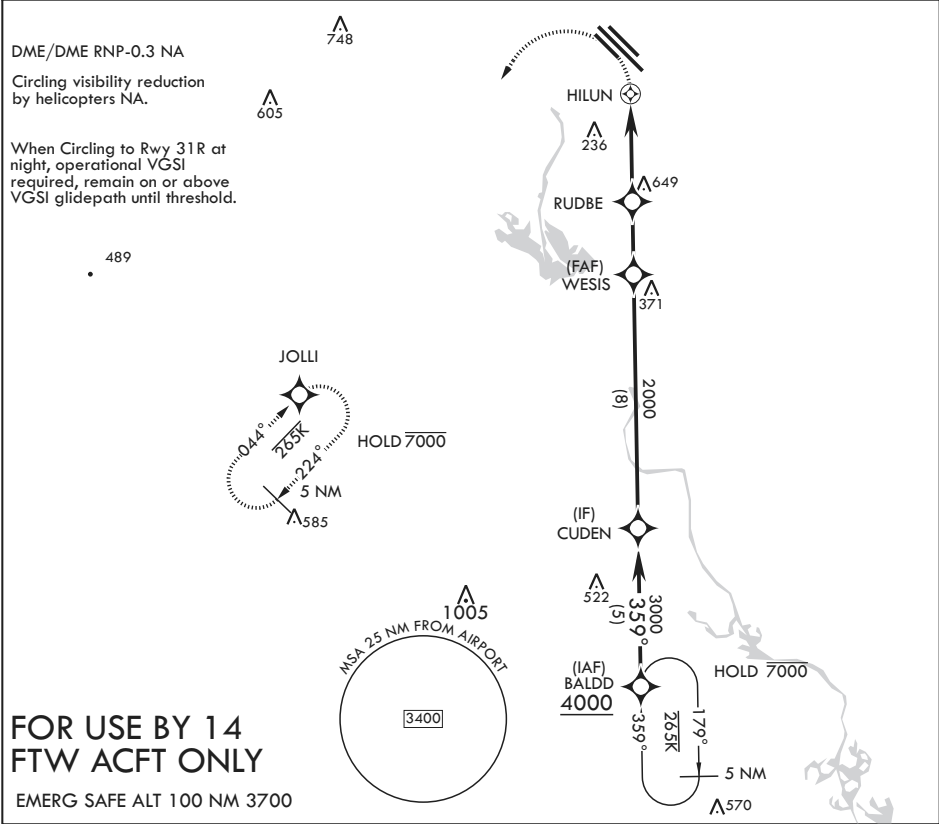 DME/DME RNP-0.3 NA
Circling visibility reduction
by helicopters NA.
When Circling to Rwy 31R at
night, operational VGSI
required, remain on or above
VGSI glidepath until threshold.
748
605
489
HILUN
236
649
RUDBE
(FAF)
WESIS
371
JOLLI
044°
265K
224°
HOLD 7000
5 NM
585
2000
(8)
(IF)
CUDEN
522
3000
359°
(5)
1005
MSA 25 NM FROM AIRPORT
3400
(IAF)
BALDD
4000
HOLD 7000
359°
265K
179°
5 NM
570
FOR USE BY 14
FTW ACFT ONLY
EMERG SAFE ALT 100 NM 3700